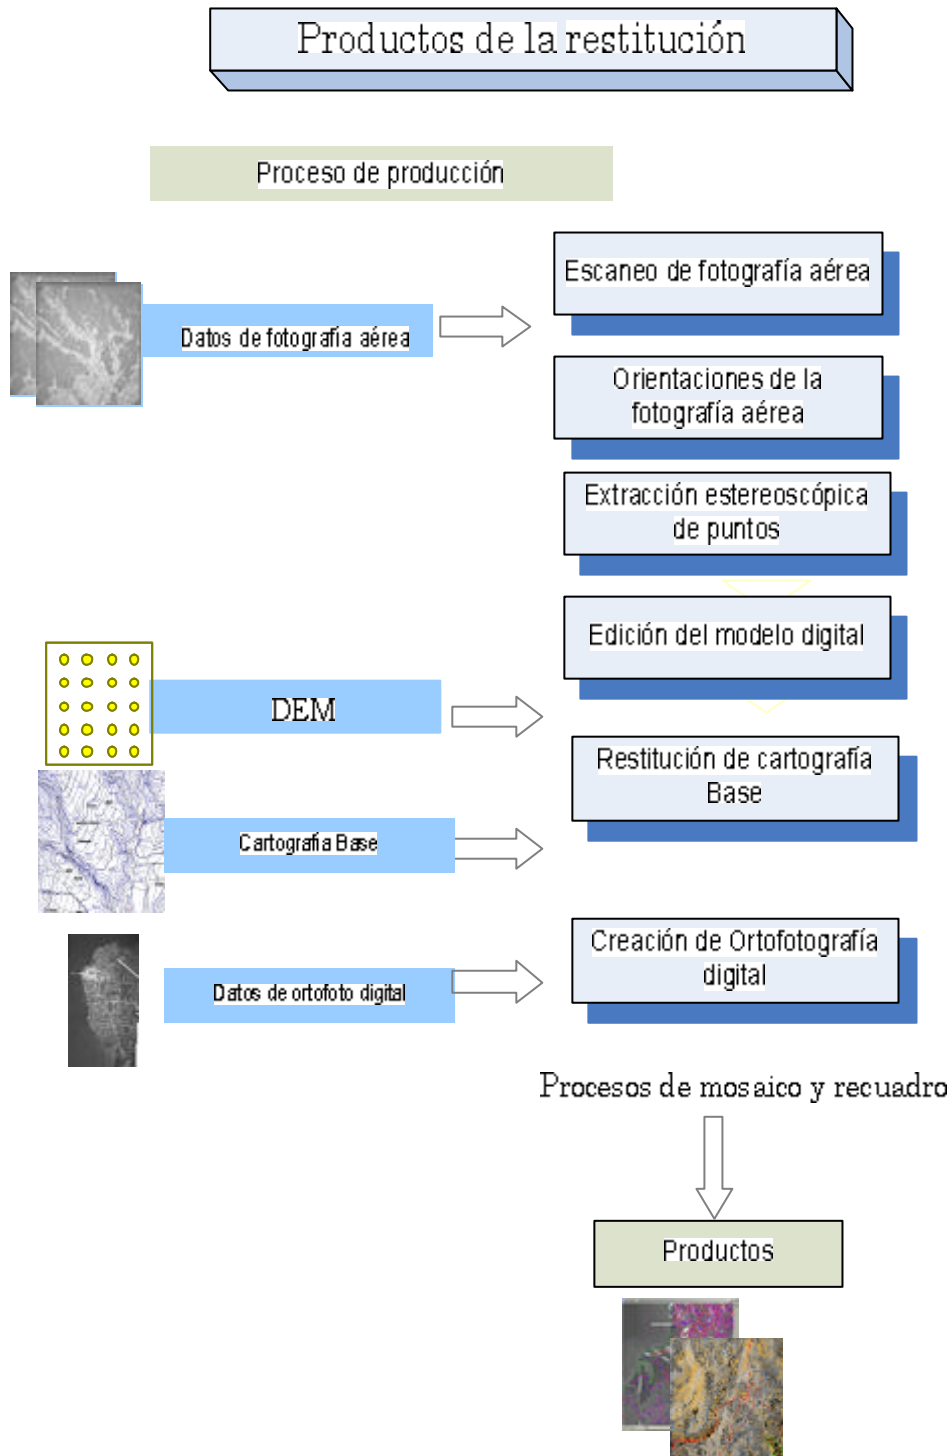 Productos de la restitución
Proceso de producción
Escaneo de fotografía aérea
Datos de fotografía aérea
Orientaciones de la
fotografía aérea
Extracción estereoscópica
de puntos
Edición del modelo digital
DEM
Restitución de cartografía
Base
Cartografía Base
Creación de Ortofotografía
digital
Datos de ortofoto digital
Procesos de mosaico y recuadro
Productos